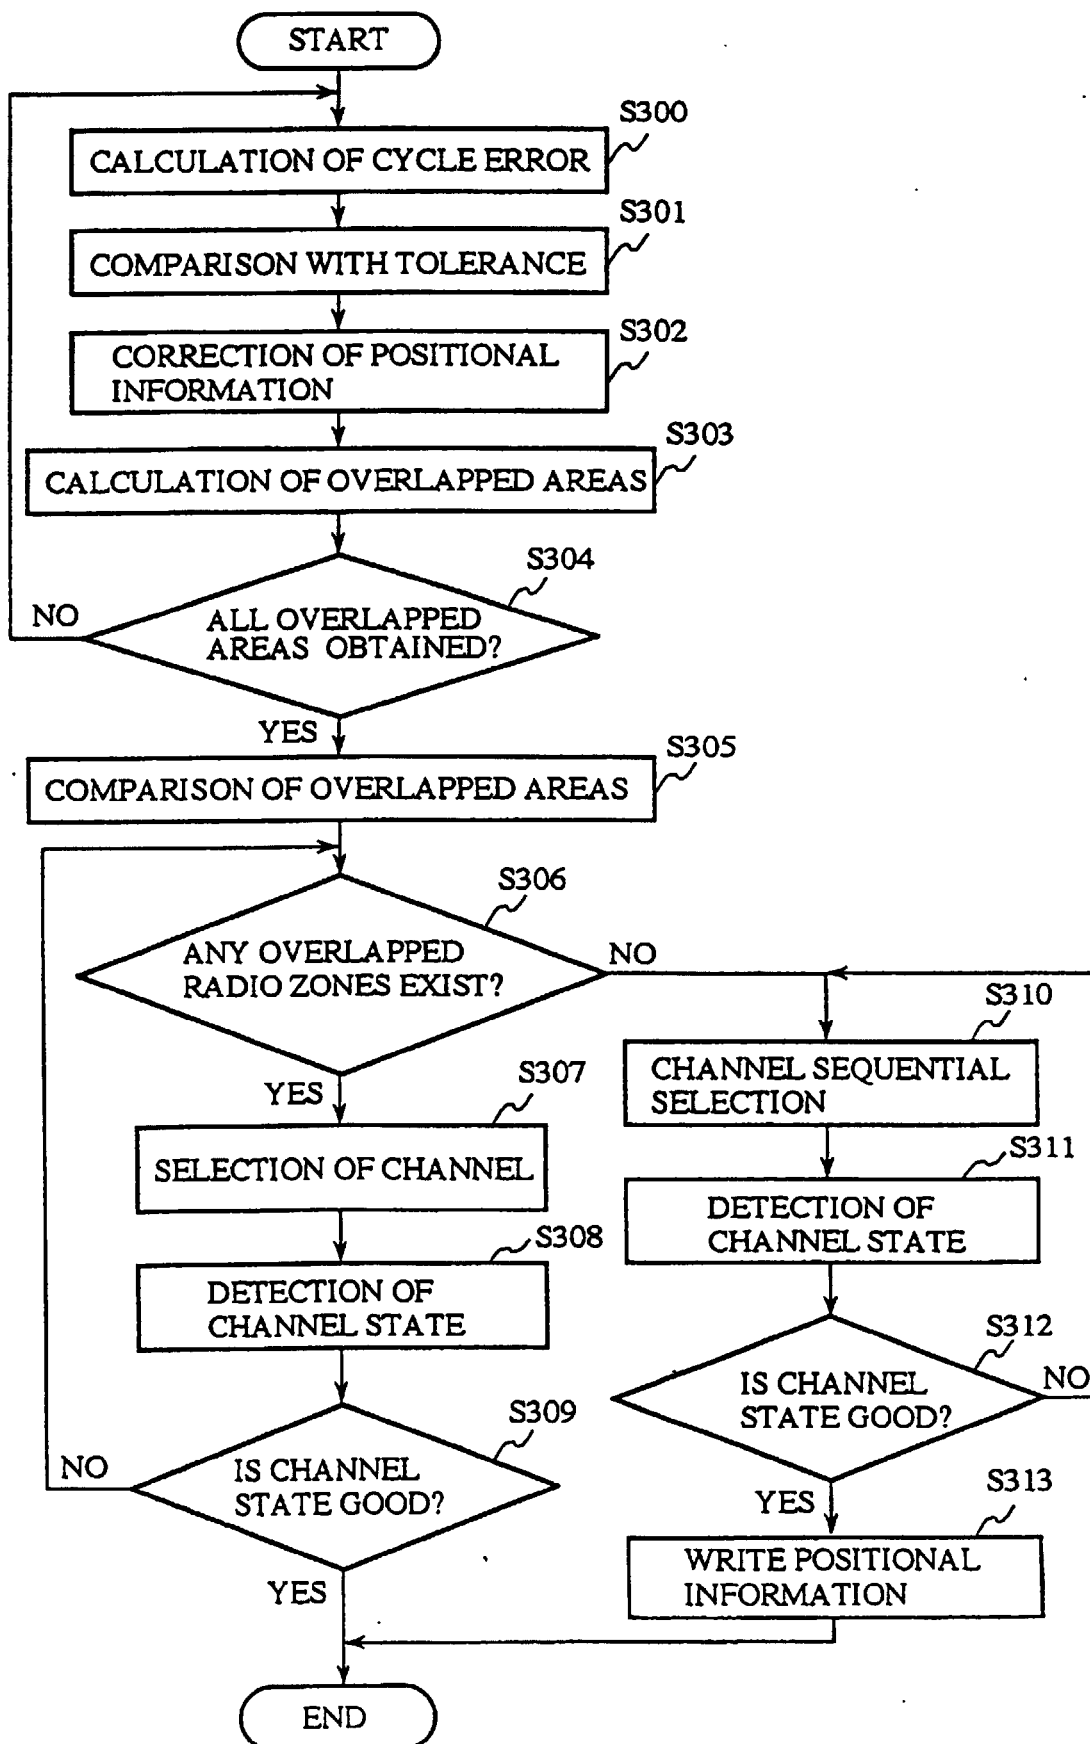 START
S300
CALCULATION OF CYCLE ERROR
S301
COMPARISON WITH TOLERANCE
S302
CORRECTION OF POSITIONAL
INFORMATION
S303
CALCULATION OF OVERLAPPED AREAS
S304
NO
ALL OVERLAPPED
AREAS OBTAINED?
YES
S305
COMPARISON OF OVERLAPPED AREAS
S306
ANY OVERLAPPED
RADIO ZONES EXIST?
NO
YES
S307
SELECTION OF CHANNEL
S308
DETECTION OF
CHANNEL STATE
S309
NO
IS CHANNEL
STATE GOOD?
YES
S310
CHANNEL SEQUENTIAL
SELECTION
S311
DETECTION OF
CHANNEL STATE
S312
IS CHANNEL
STATE GOOD?
NO
YES
S313
WRITE POSITIONAL
INFORMATION
END